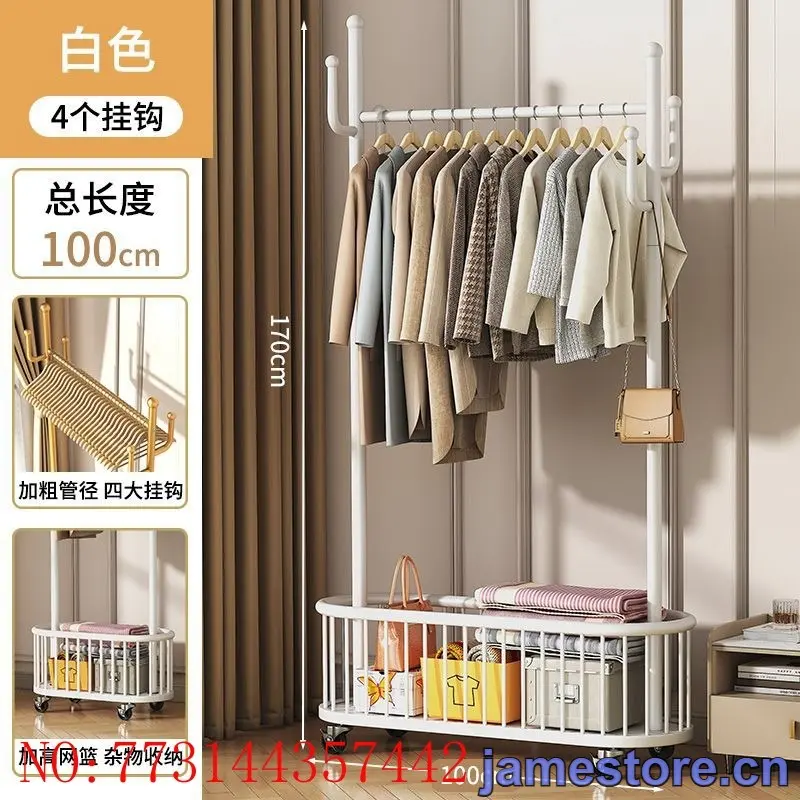 白色
4个挂钩
总长度
100cm
170cm
加粗管径 四大挂钩
加高网篮 杂物收纳
NO.773144357442
100cm
jamestore.cn